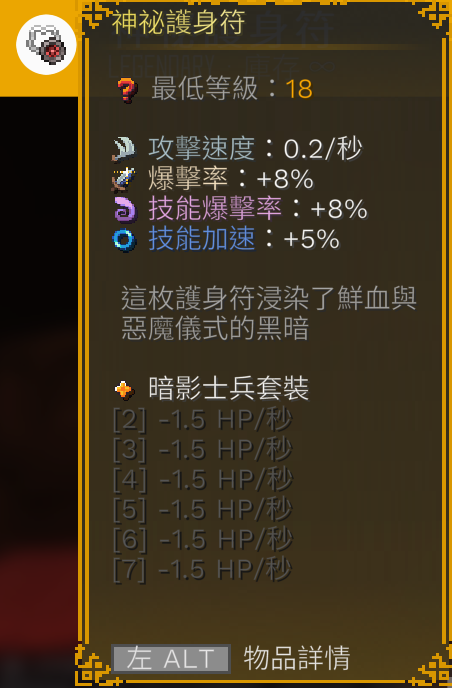 神祕護身符
最低等級：18
攻擊速度：0.2/秒
爆擊率：+8%
技能爆擊率：+8%
技能加速：+5%
這枚護身符浸染了鮮血與
惡魔儀式的黑暗
暗影士兵套裝
[2] -1.5 HP/秒
[3] -1.5 HP/秒
[4] -1.5 HP/秒
[5] -1.5 HP/秒
[6] -1.5 HP/秒
[7] -1.5 HP/秒
左 ALT 物品詳情